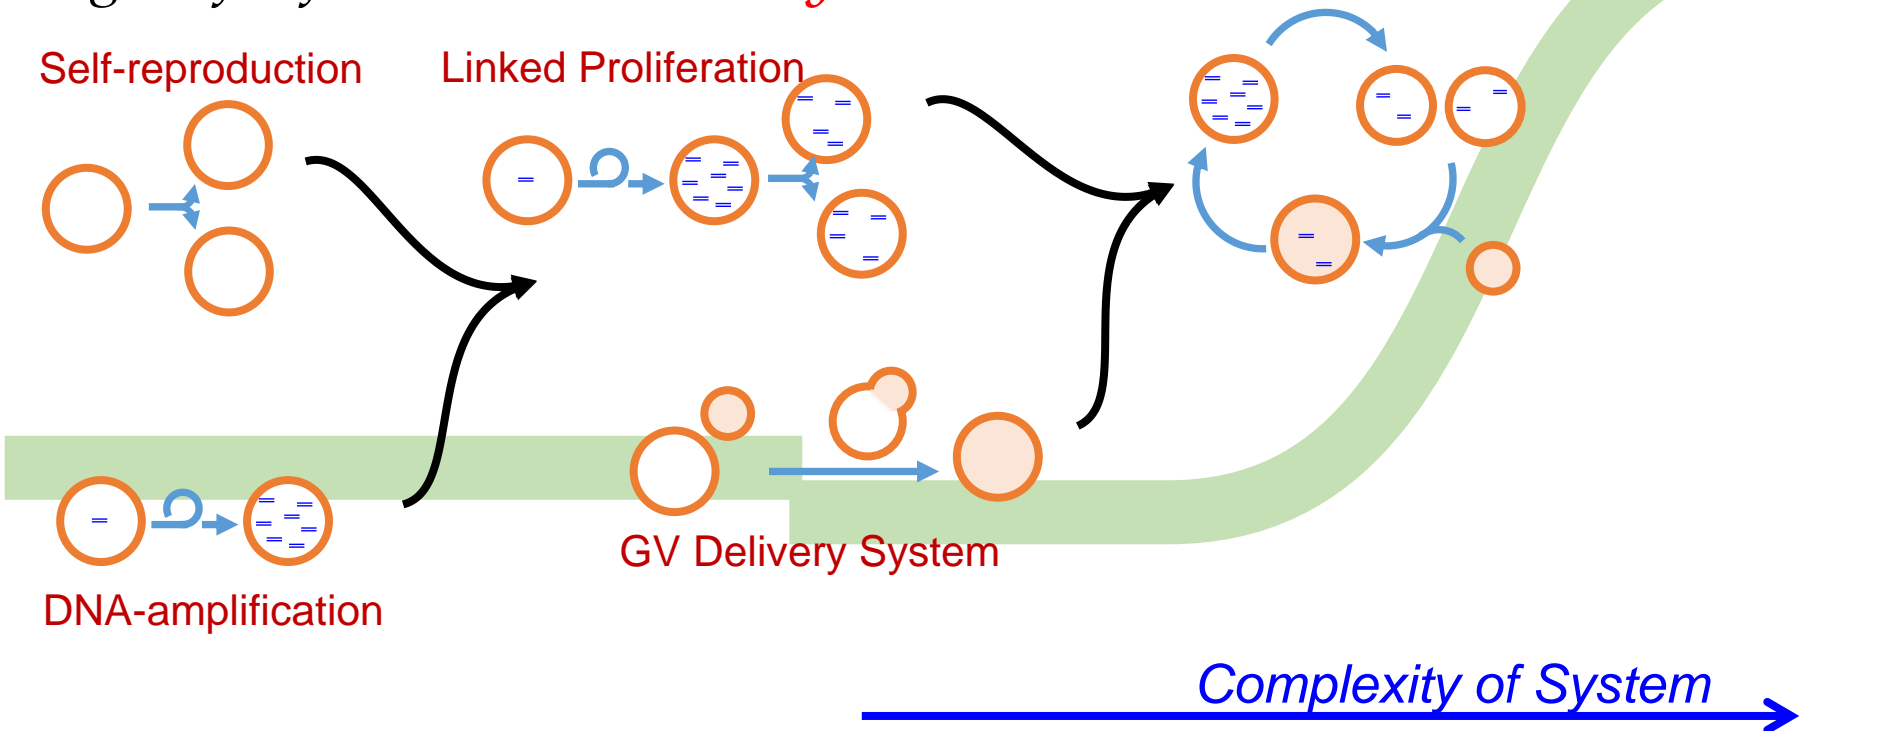 Self-reproduction
Linked Proliferation
GV Delivery System
DNA-amplification
Complexity of System